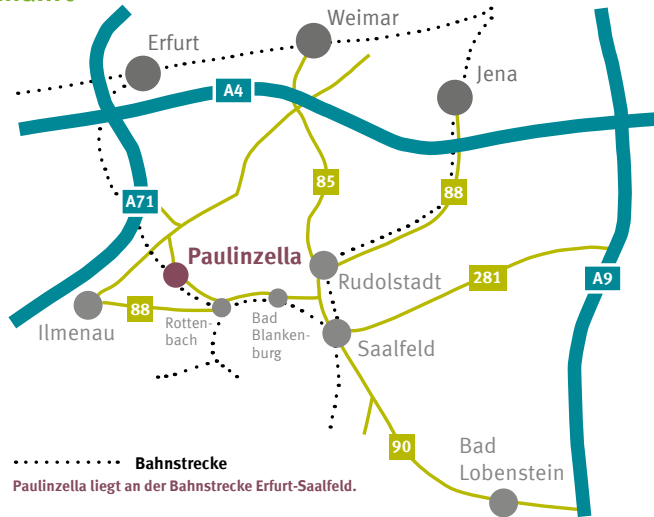 Weimar
Erfurt
Jena
A4
85
88
A71
Paulinzella
Rudolstadt
281
A9
88
Ilmenau
Rotten-
bach
Bad
Blanken-
burg
Saalfeld
90
Bad
Lobenstein
Bahnstrecke
Paulinzella liegt an der Bahnstrecke Erfurt-Saalfeld.